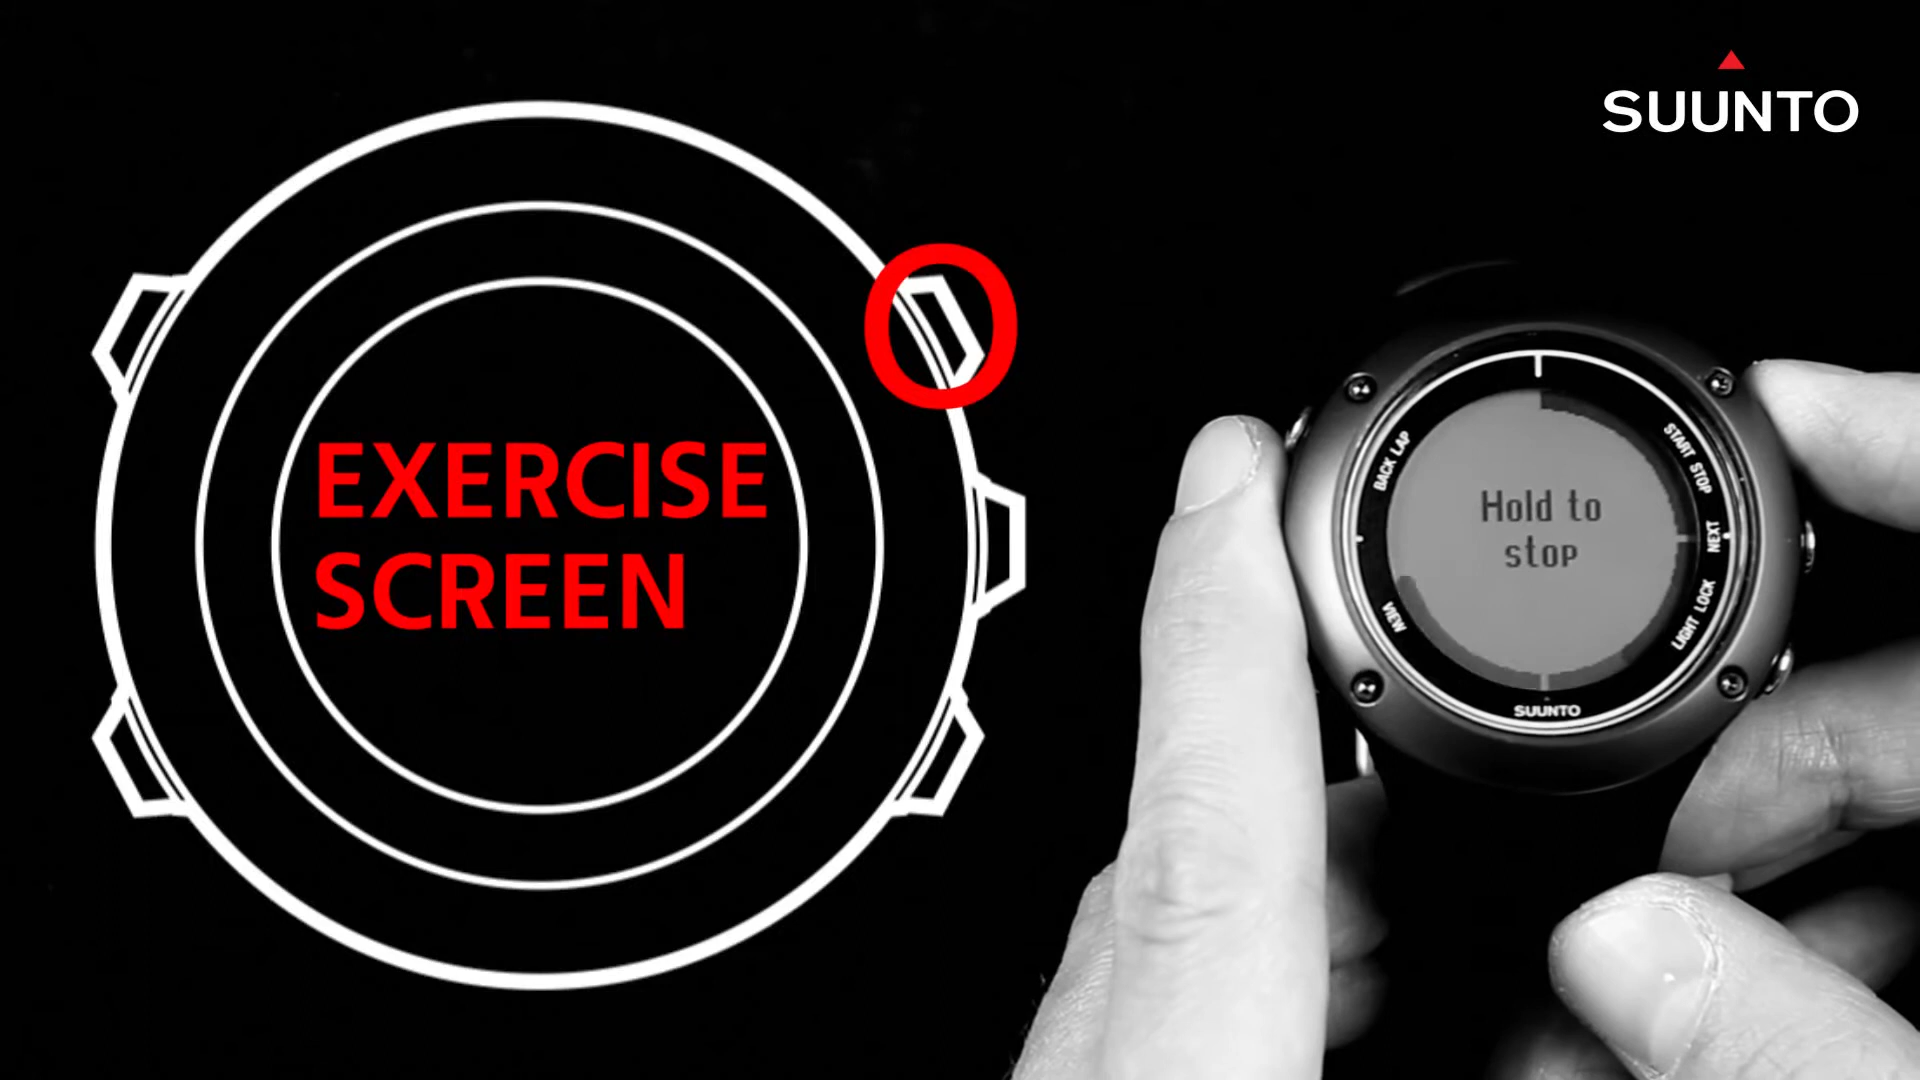 SUUNTO
EXERCISE
SCREEN
BACK LAP
START STOP
NEXT
LIGHT LOCK
VIEW
Hold to
stop
SUUNTO